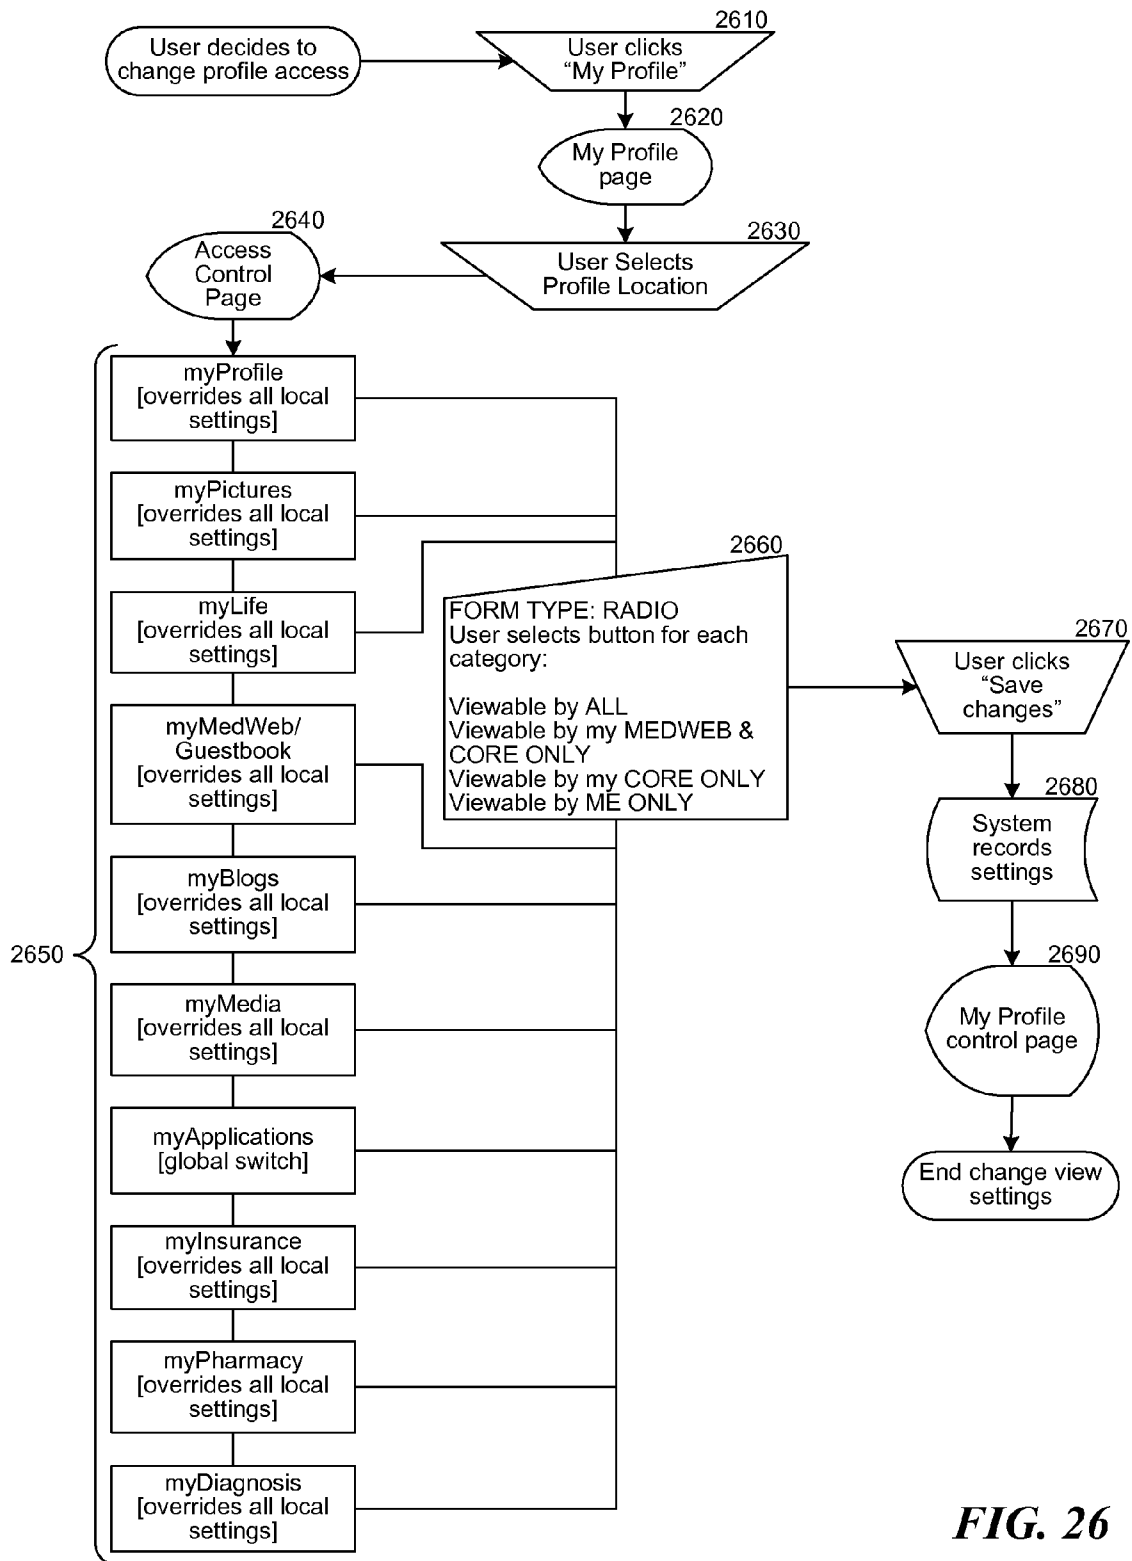 User decides to
change profile access
2610
User clicks
“My Profile”
2620
My Profile
page
2630
User Selects
Profile Location
2640
Access
Control
Page
2650
myProfile
[overrides all local
settings]
myPictures
[overrides all local
settings]
myLife
[overrides all local
settings]
myMedWeb/
Guestbook
[overrides all local
settings]
myBlogs
[overrides all local
settings]
myMedia
[overrides all local
settings]
myApplications
[global switch]
myInsurance
[overrides all local
settings]
myPharmacy
[overrides all local
settings]
myDiagnosis
[overrides all local
settings]
2660
FORM TYPE: RADIO
User selects button for each
category:
Viewable by ALL
Viewable by my MEDWEB &
CORE ONLY
Viewable by my CORE ONLY
Viewable by ME ONLY
2670
User clicks
“Save
changes”
2680
System
records
settings
2690
My Profile
control page
End change view
settings
FIG. 26